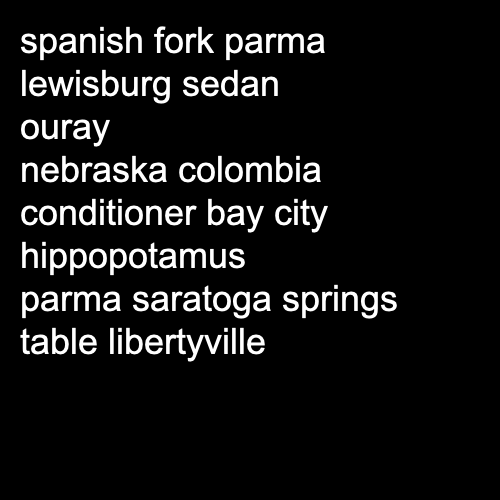 spanish fork parma
lewisburg sedan
ouray
nebraska colombia
conditioner bay city
hippopotamus
parma saratoga springs
table libertyville